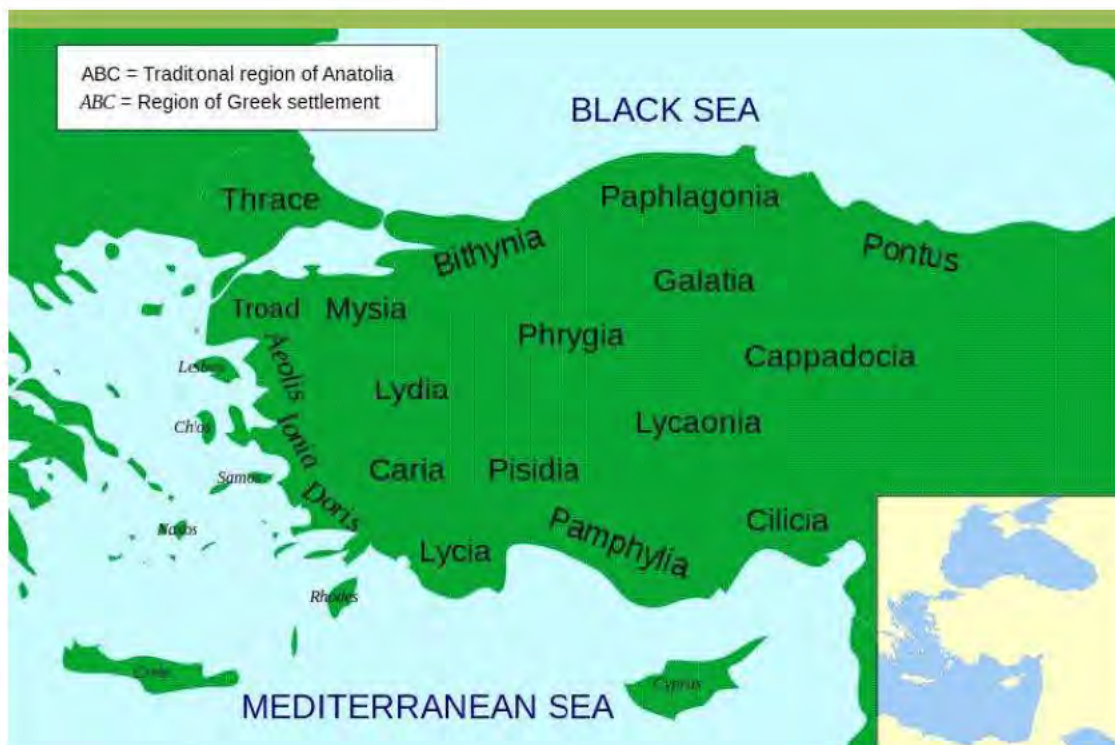 ABC = Traditonal region of Anatolia
ABC = Region of Greek settlement
BLACK SEA
Thrace
Paphlagonia
Bithynia
Pontus
Galatia
Troad
Mysia
Phrygia
Cappadocia
Aeolis
Lesbos
Lydia
Lycaonia
Chios
Ionia
Caria
Pisidia
Samos
Doris
Naxos
Lycia
Pamphylia
Cilicia
Rhodes
Crete
Cyprus
MEDITERRANEAN SEA